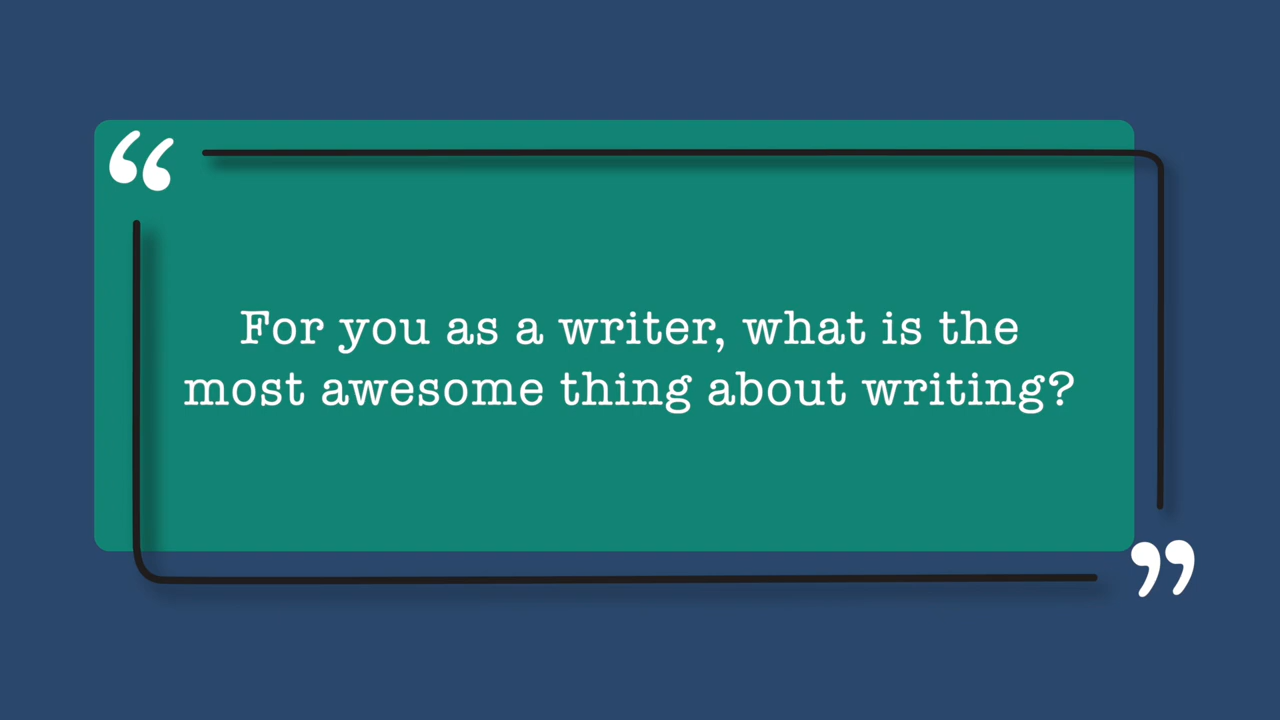 “
For you as a writer, what is the
most awesome thing about writing?
”